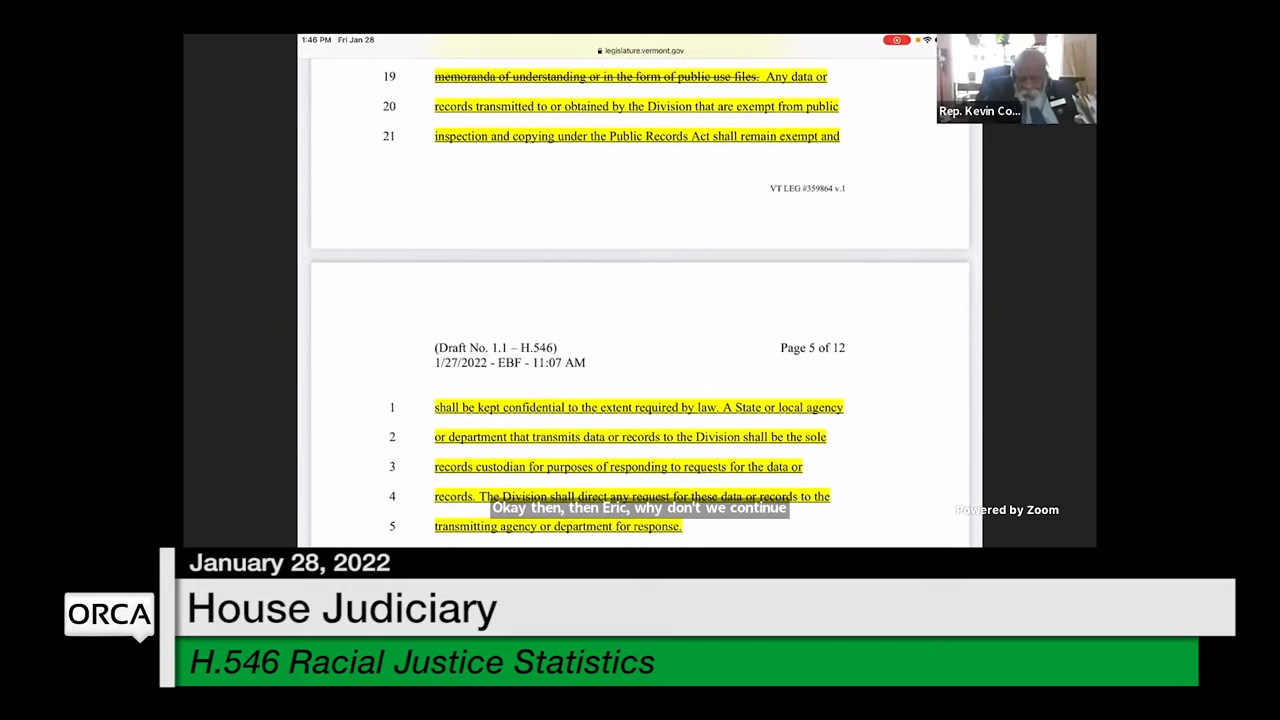 1:46 PM Fri Jan 28
legislature.vermont.gov
19 memoranda of understanding or in the form of public use files. Any data or
20 records transmitted to or obtained by the Division that are exempt from public
21 inspection and copying under the Public Records Act shall remain exempt and
VT LEG #359864 v.1
Rep. Kevin Co...
(Draft No. 1.1 – H.546) Page 5 of 12
1/27/2022 - EBF - 11:07 AM
1 shall be kept confidential to the extent required by law. A State or local agency
2 or department that transmits data or records to the Division shall be the sole
3 records custodian for purposes of responding to requests for the data or
4 records. The Division shall direct any request for these data or records to the
Okay then, then Eric, why don't we continue
Powered by Zoom
5 transmitting agency or department for response.
January 28, 2022
ORCA
House Judiciary
H.546 Racial Justice Statistics